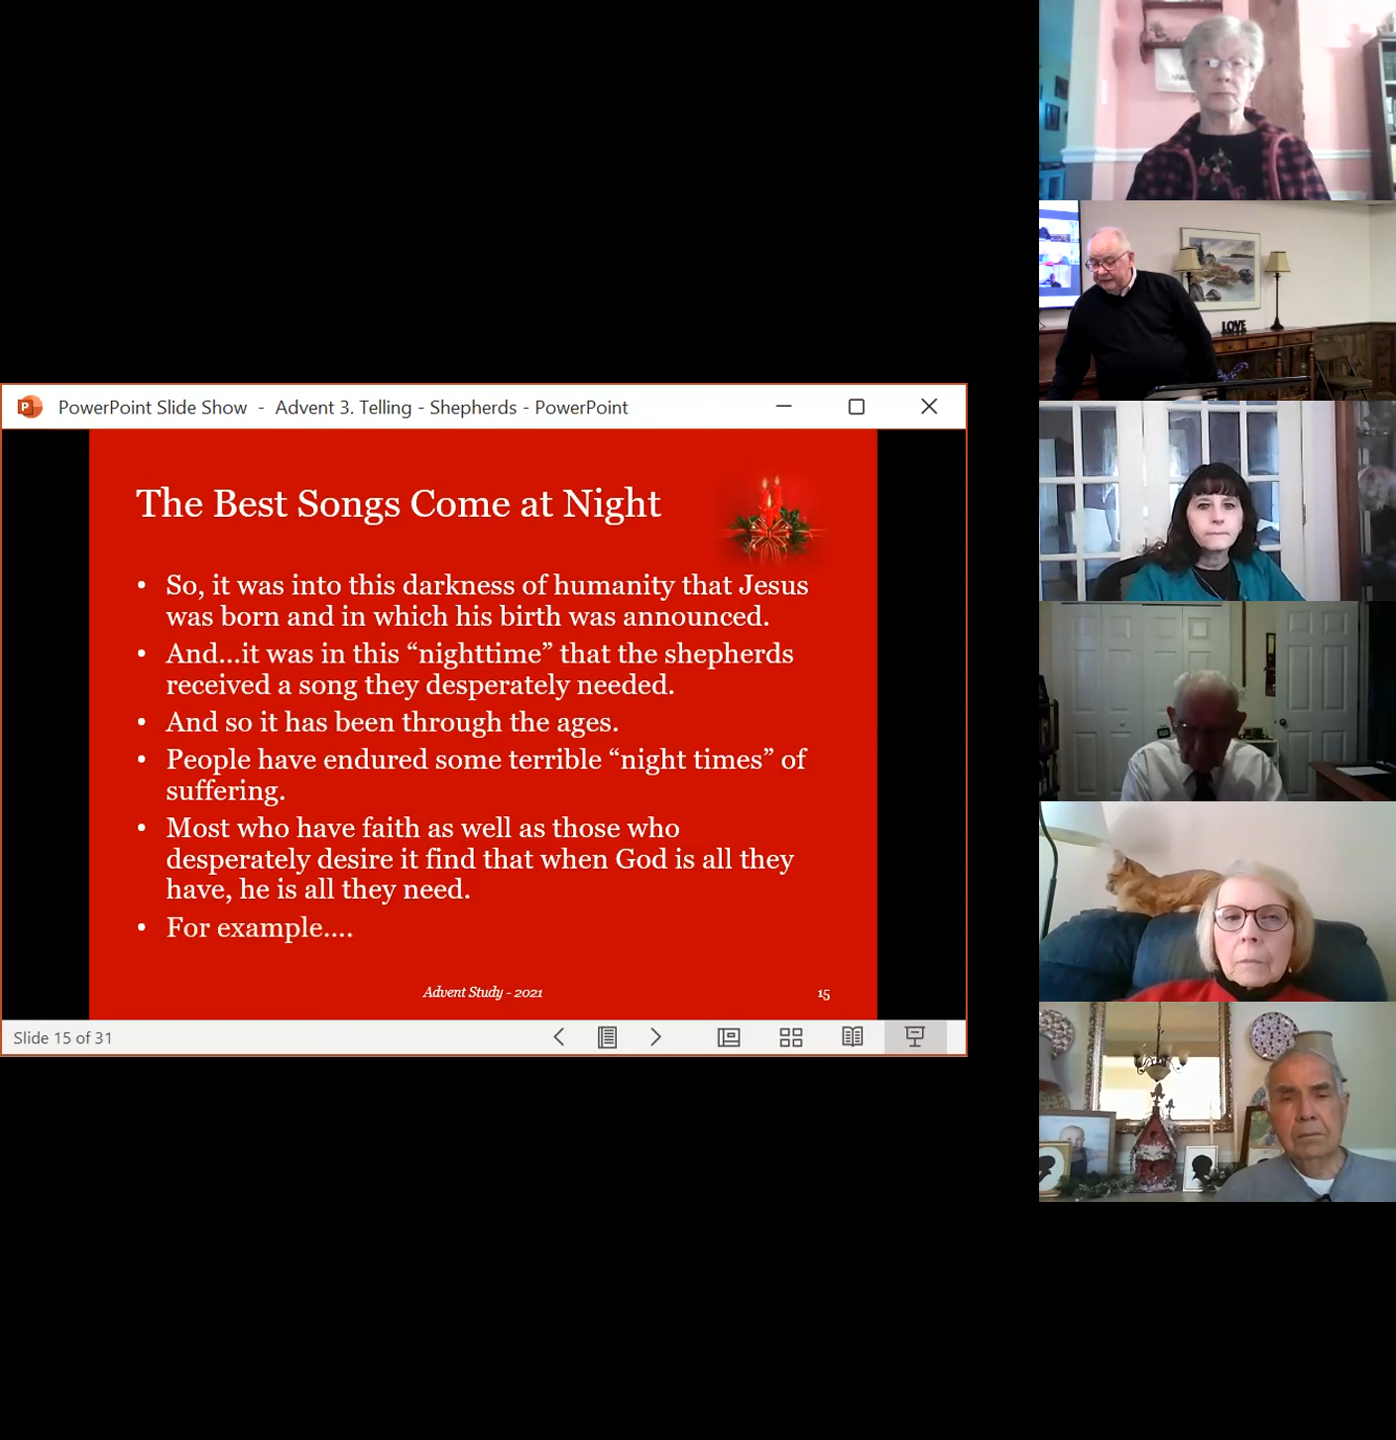 PowerPoint Slide Show - Advent 3. Telling - Shepherds - PowerPoint
The Best Songs Come at Night
• So, it was into this darkness of humanity that Jesus
was born and in which his birth was announced.
• And...it was in this “nighttime” that the shepherds
received a song they desperately needed.
• And so it has been through the ages.
• People have endured some terrible “night times” of
suffering.
• Most who have faith as well as those who
desperately desire it find that when God is all they
have, he is all they need.
• For example....
Advent Study - 2021
15
Slide 15 of 31
LOVE